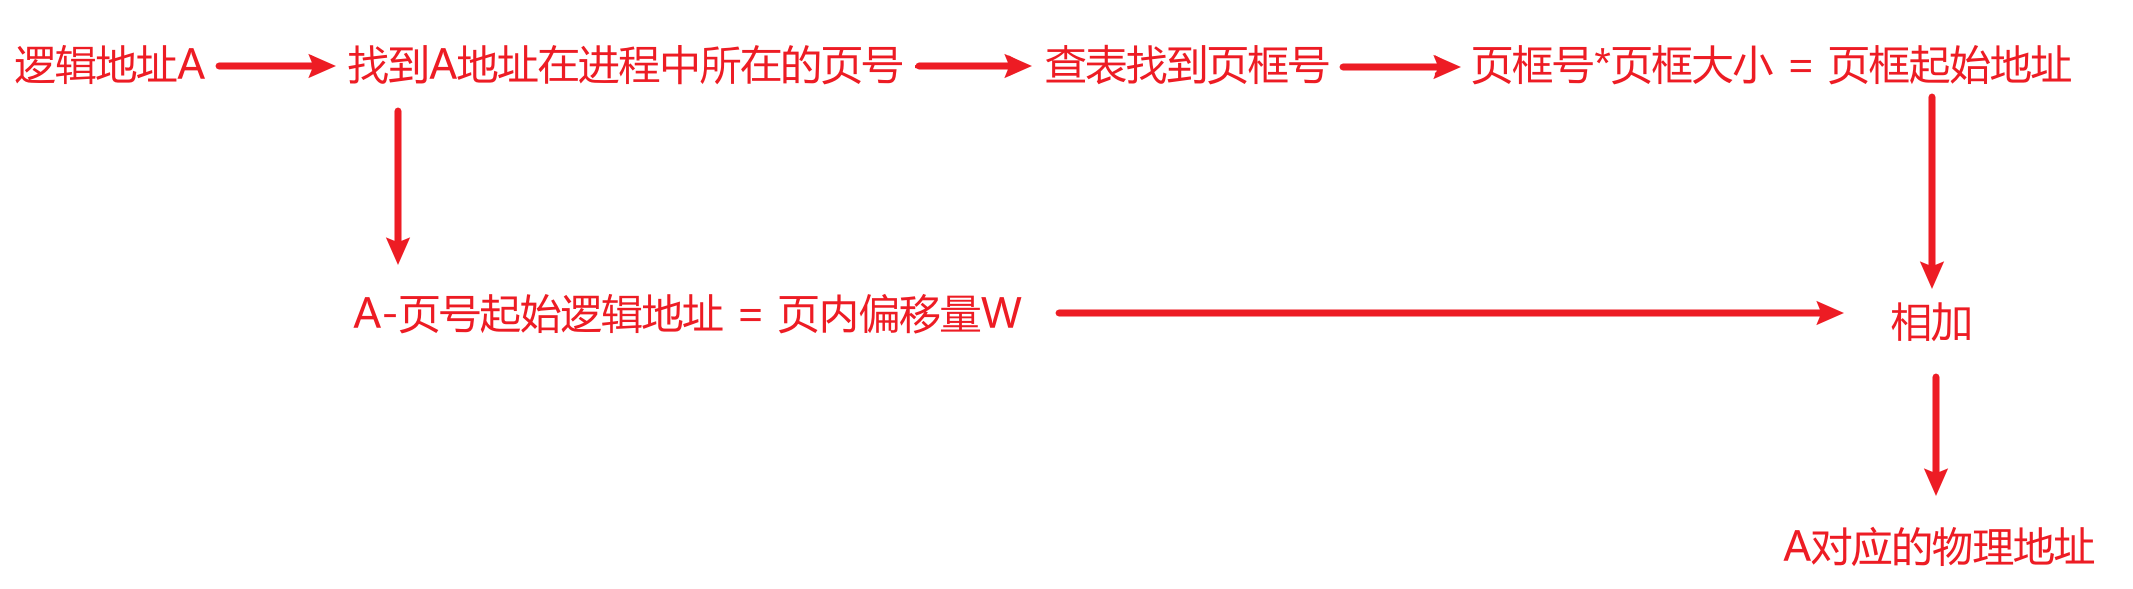 逻辑地址A
找到A地址在进程中所在的页号
查表找到页框号
页框号*页框大小 = 页框起始地址
A-页号起始逻辑地址 = 页内偏移量W
相加
A对应的物理地址